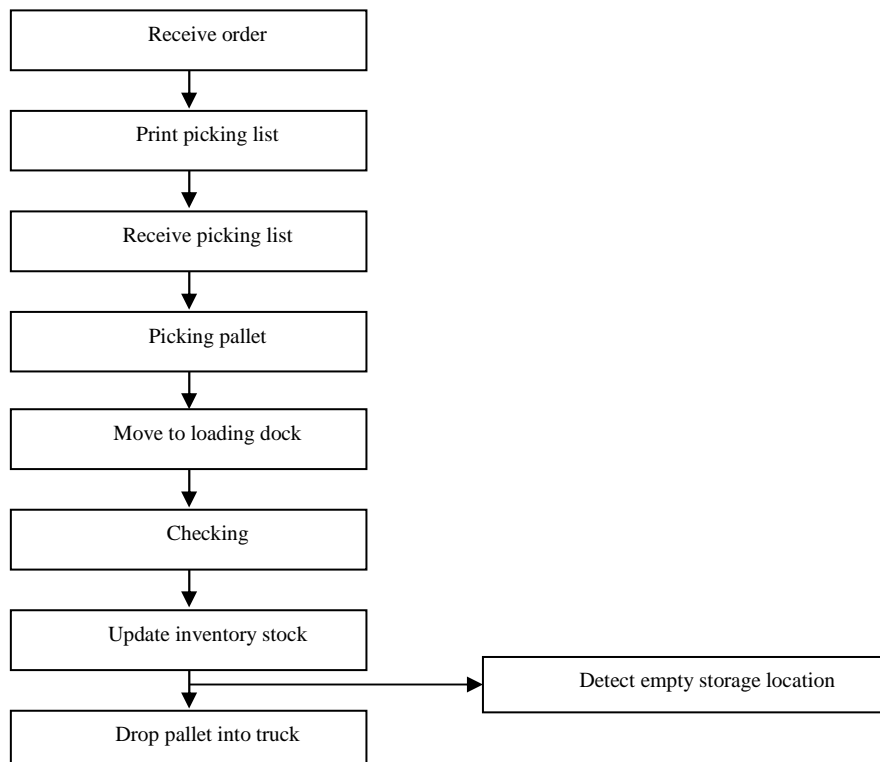 Receive order
Print picking list
Receive picking list
Picking pallet
Move to loading dock
Checking
Update inventory stock
Detect empty storage location
Drop pallet into truck